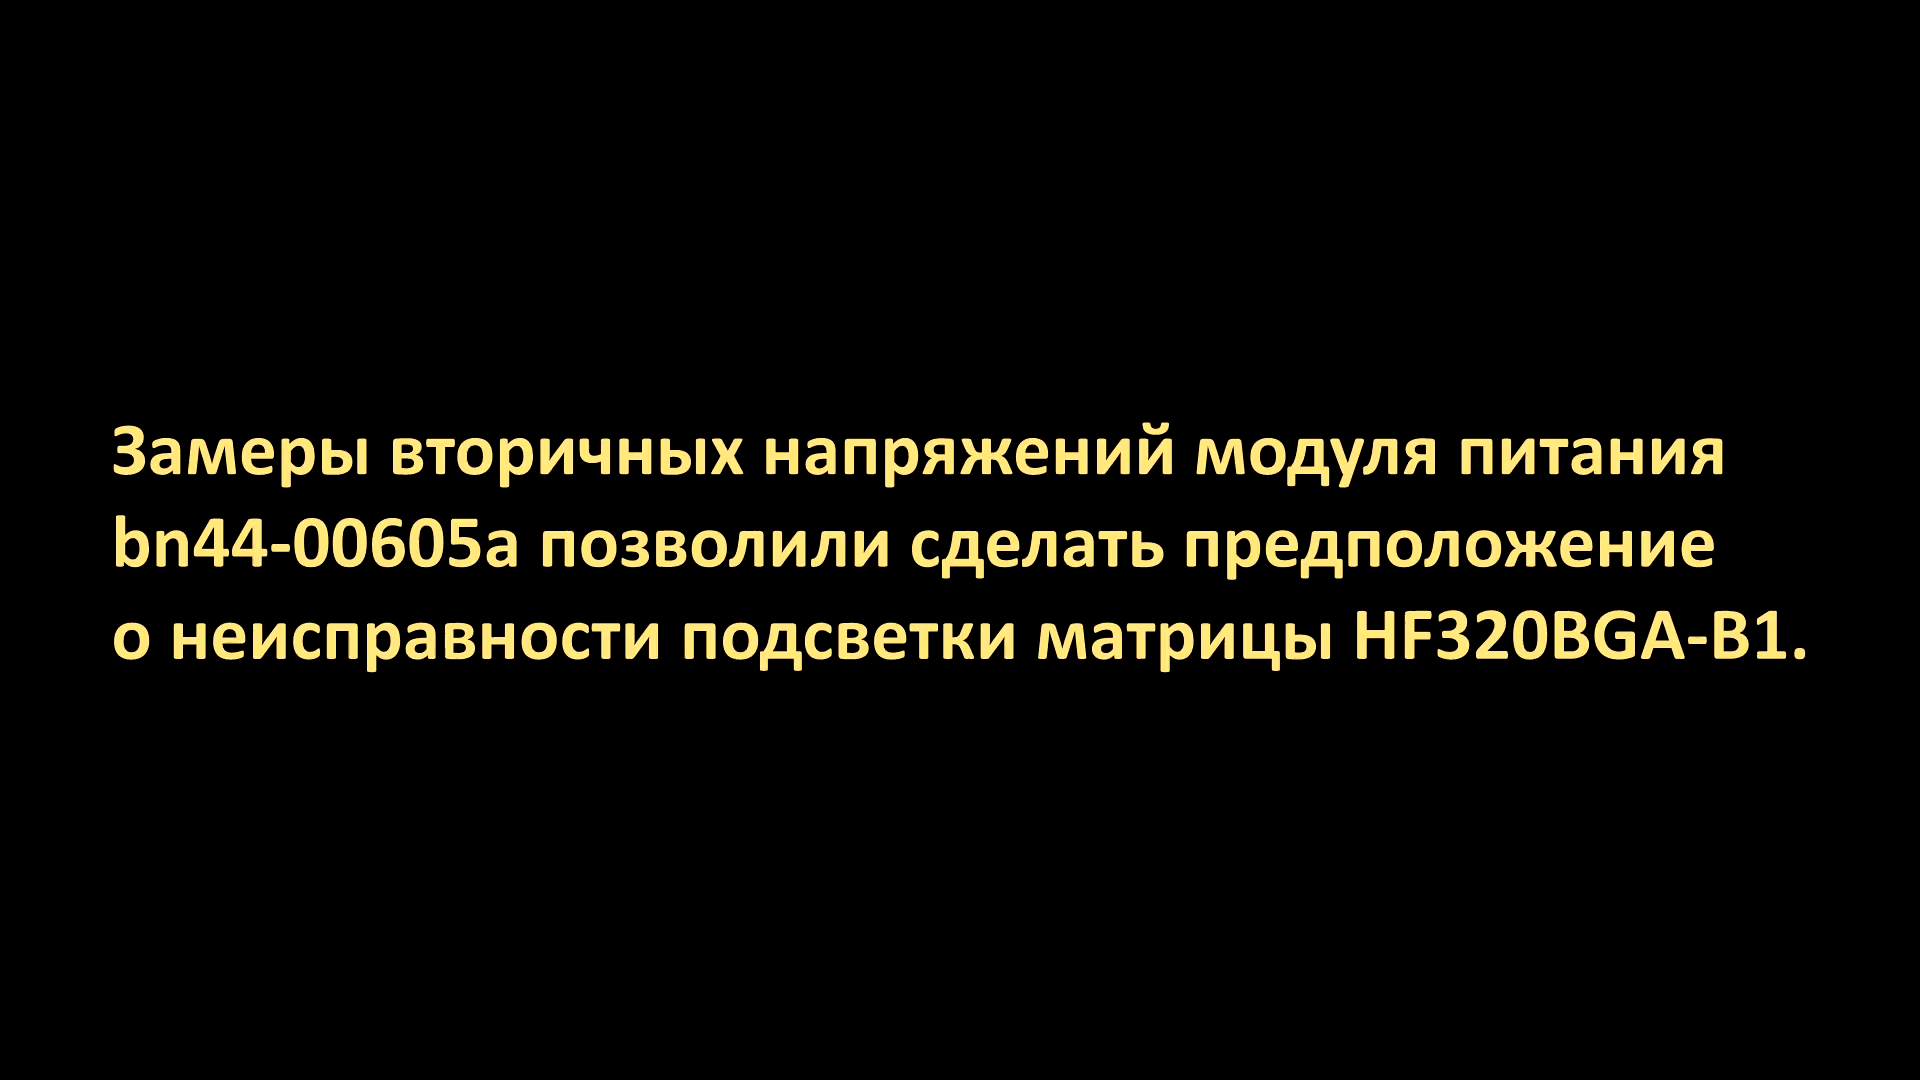 Замеры вторичных напряжений модуля питания
bn44-00605a позволили сделать предположение
о неисправности подсветки матрицы HF320BGA-B1.